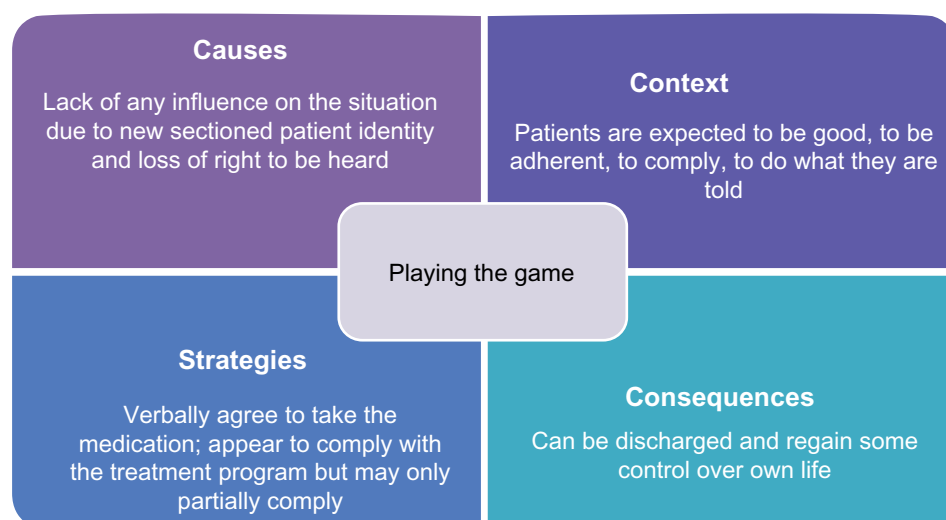 Causes
Lack of any influence on the situation
due to new sectioned patient identity
and loss of right to be heard
Context
Patients are expected to be good, to be
adherent, to comply, to do what they are
told
Playing the game
Strategies
Verbally agree to take the
medication; appear to comply with
the treatment program but may only
partially comply
Consequences
Can be discharged and regain some
control over own life